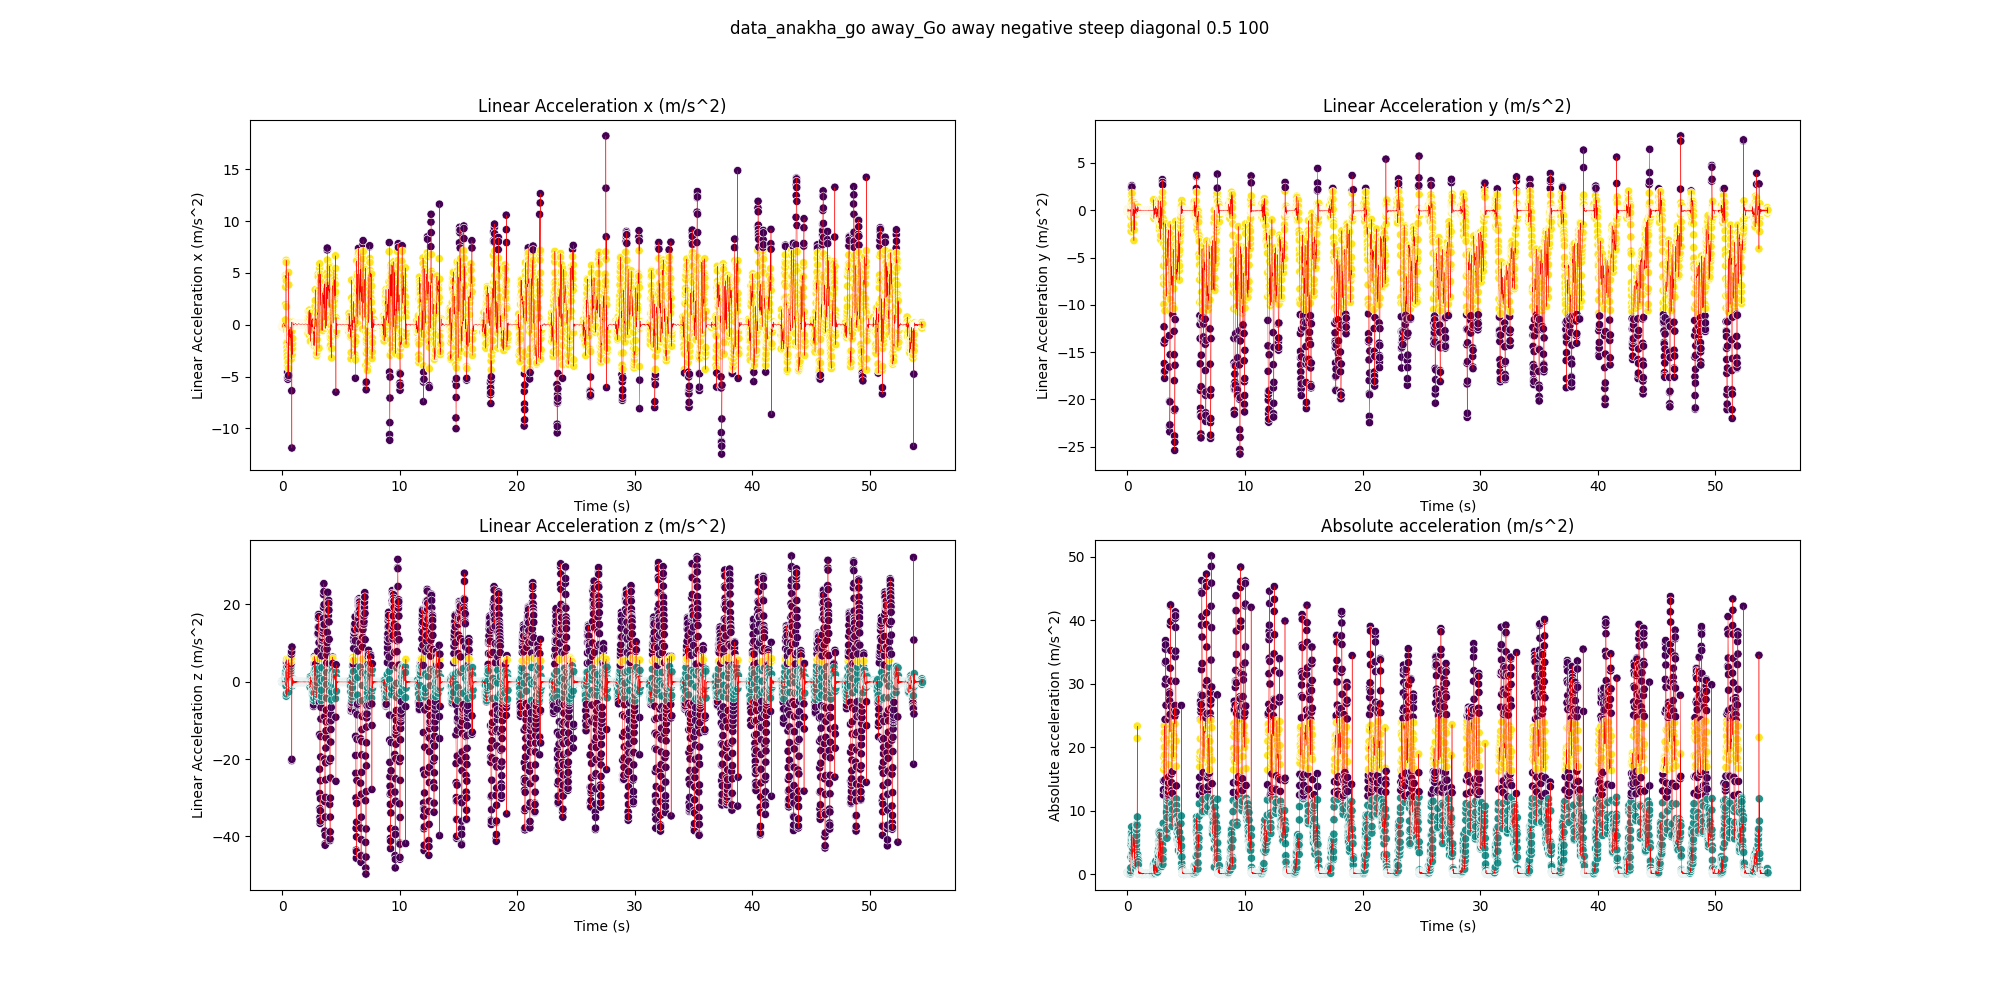 data_anakha_go away_Go away negative steep diagonal 0.5 100
Linear Acceleration x (m/s^2)
Linear Acceleration x (m/s^2)
15
10
5
0
−5
−10
0 10 20 30 40 50
Time (s)
Linear Acceleration y (m/s^2)
Linear Acceleration y (m/s^2)
5
0
−5
−10
−15
−20
−25
0 10 20 30 40 50
Time (s)
Linear Acceleration z (m/s^2)
Linear Acceleration z (m/s^2)
20
0
−20
−40
0 10 20 30 40 50
Time (s)
Absolute acceleration (m/s^2)
Absolute acceleration (m/s^2)
50
40
30
20
10
0
0 10 20 30 40 50
Time (s)